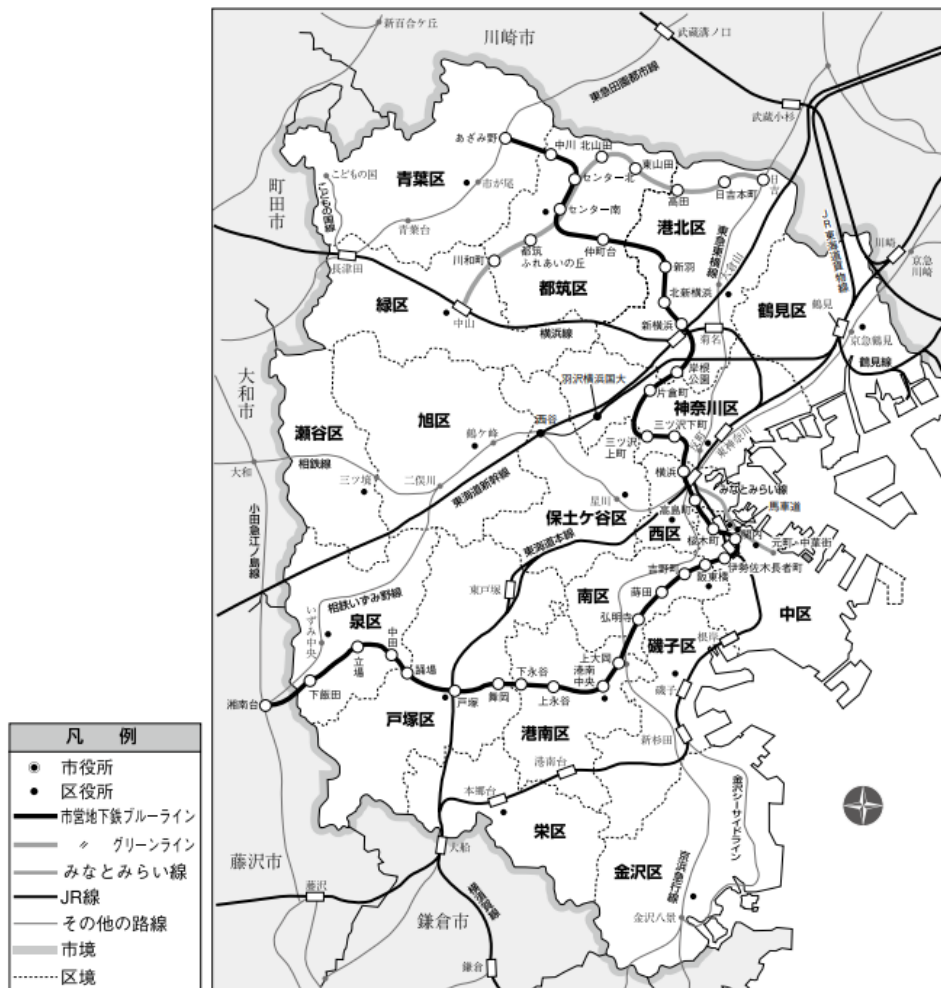 新百合ケ丘
川崎市
武蔵溝ノ口
東急田園都市線
武蔵小杉
あざみ野
中川
北山田
東山田
センター北
高田
日吉本町
日吉
こどもの国
こどもの国線
青葉区
市が尾
町田市
センター南
青葉台
港北区
東急東横線
大倉山
JR東海道貨物線
川崎
京急
川崎
川和町
都筑
ふれあいの丘
仲町台
新羽
長津田
都筑区
北新横浜
鶴見区
鶴見
緑区
中山
横浜線
新横浜
菊名
京急鶴見
鶴見線
大和市
羽沢横浜国大
岸根
公園
片倉町
神奈川区
旭区
瀬谷区
鶴ケ峰
西谷
三ツ沢下町
三ツ沢
上町
反町
東神奈川
大和
相鉄線
三ツ境
二俣川
東海道新幹線
横浜
みなとみらい線
星川
高島町
馬車道
小田急江ノ島線
保土ケ谷区
西区
桜木町
関内
元町・中華街
東海道本線
吉野町
阪東橋
伊勢佐木長者町
東戸塚
相鉄いずみ野線
南区
蒔田
中区
いずみ中央
泉区
弘明寺
磯子区
根岸
中田
立場
踊場
上大岡
下永谷
港南
中央
湘南台
下飯田
戸塚
舞岡
上永谷
磯子
戸塚区
港南区
新杉田
港南台
本郷台
金沢シーサイドライン
栄区
藤沢市
大船
金沢区
京浜急行線
藤沢
横須賀線
金沢八景
鎌倉市
鎌倉
凡 例
市役所
区役所
市営地下鉄ブルーライン
〃 グリーンライン
みなとみらい線
JR線
その他の路線
市境
区境